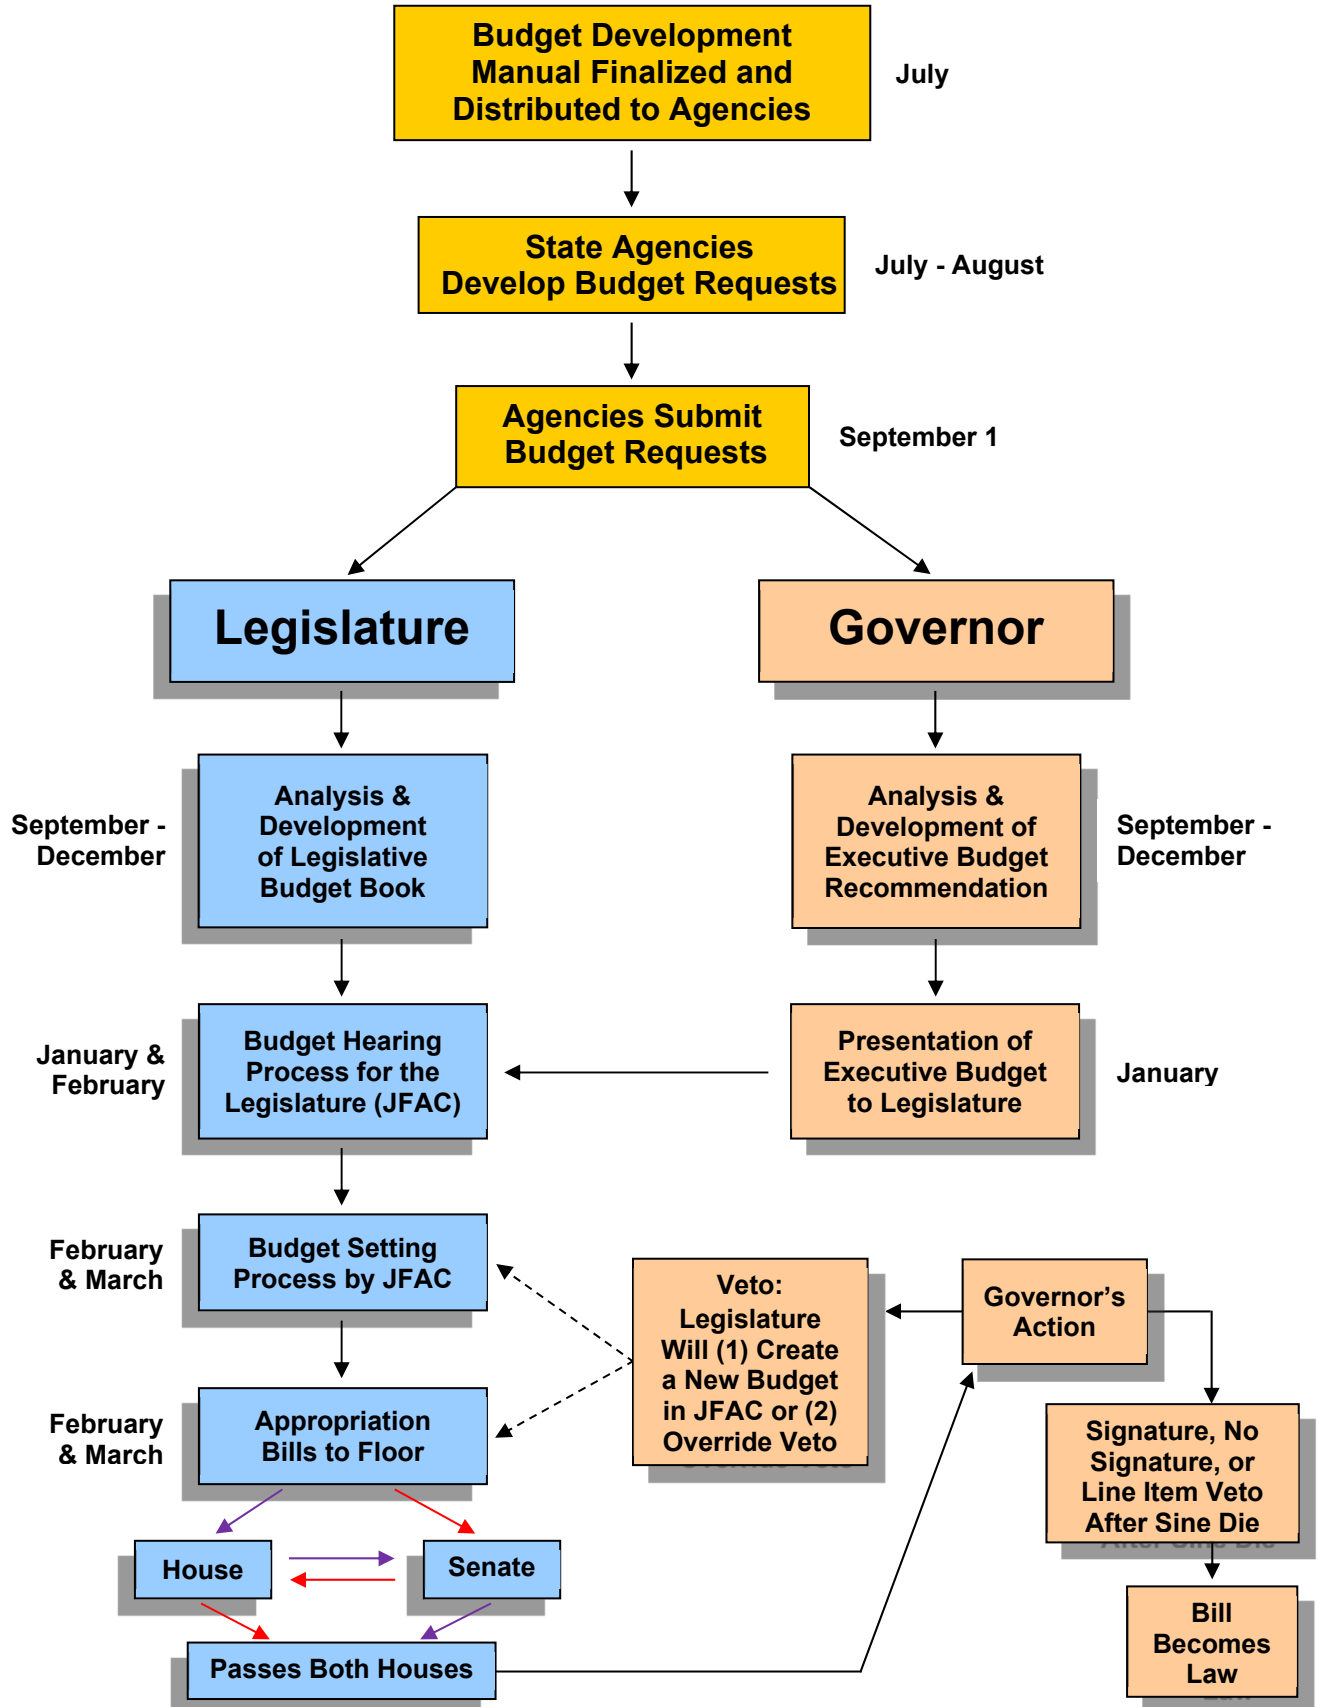 Budget Development
Manual Finalized and
Distributed to Agencies
July
State Agencies
Develop Budget Requests
July - August
Agencies Submit
Budget Requests
September 1
Legislature
Governor
September -
December
Analysis &
Development
of Legislative
Budget Book
Analysis &
Development of
Executive Budget
Recommendation
September -
December
January &
February
Budget Hearing
Process for the
Legislature (JFAC)
Presentation of
Executive Budget
to Legislature
January
February
& March
Budget Setting
Process by JFAC
Veto:
Legislature
Will (1) Create
a New Budget
in JFAC or (2)
Override Veto
Governor’s
Action
February
& March
Appropriation
Bills to Floor
Signature, No
Signature, or
Line Item Veto
After Sine Die
House
Senate
Passes Both Houses
Bill
Becomes
Law